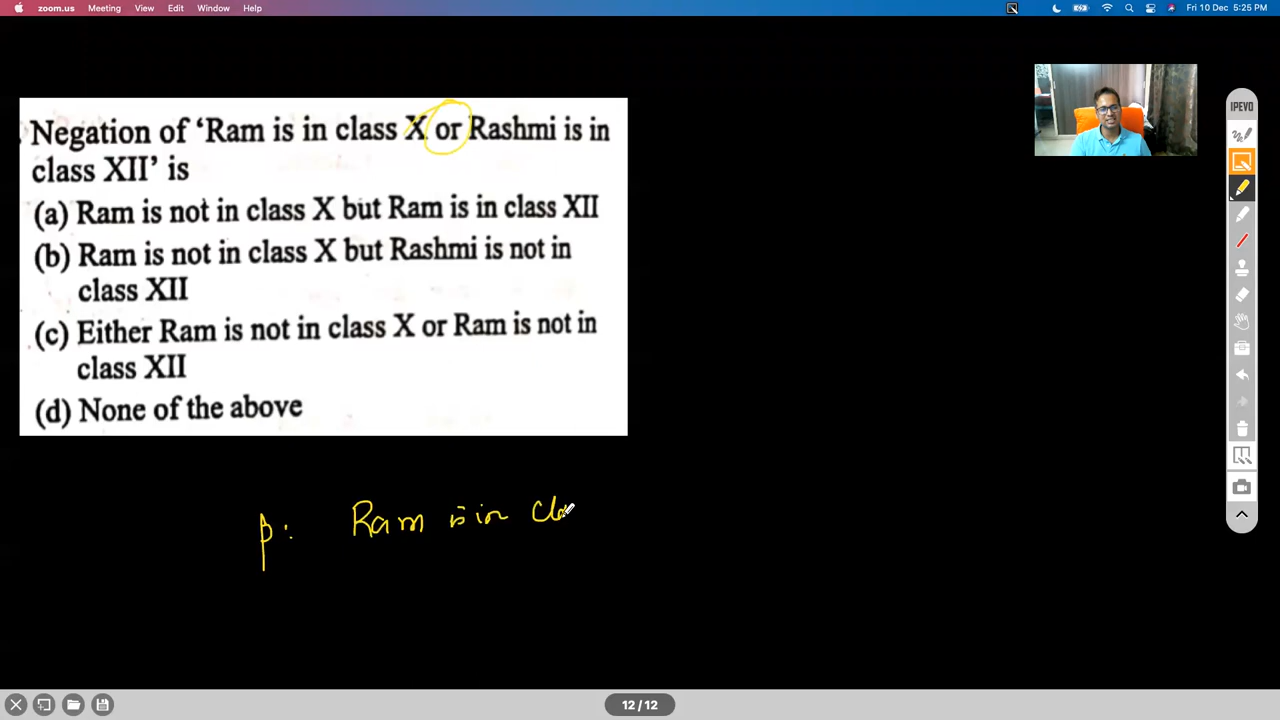 zoom.us Meeting View Edit Window Help Fri 10 Dec 5:25 PM
IPEVO
Negation of ‘Ram is in class X or Rashmi is in
class XII’ is
(a) Ram is not in class X but Ram is in class XII
(b) Ram is not in class X but Rashmi is not in
class XII
(c) Either Ram is not in class X or Ram is not in
class XII
(d) None of the above
p: Ram is in cla
12 / 12